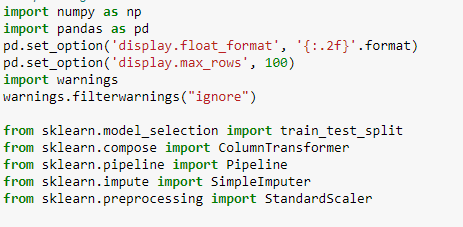 import numpy as np
import pandas as pd
pd.set_option('display.float_format', '{:.2f}'.format)
pd.set_option('display.max_rows', 100)
import warnings
warnings.filterwarnings("ignore")
from sklearn.model_selection import train_test_split
from sklearn.compose import ColumnTransformer
from sklearn.pipeline import Pipeline
from sklearn.impute import SimpleImputer
from sklearn.preprocessing import StandardScaler